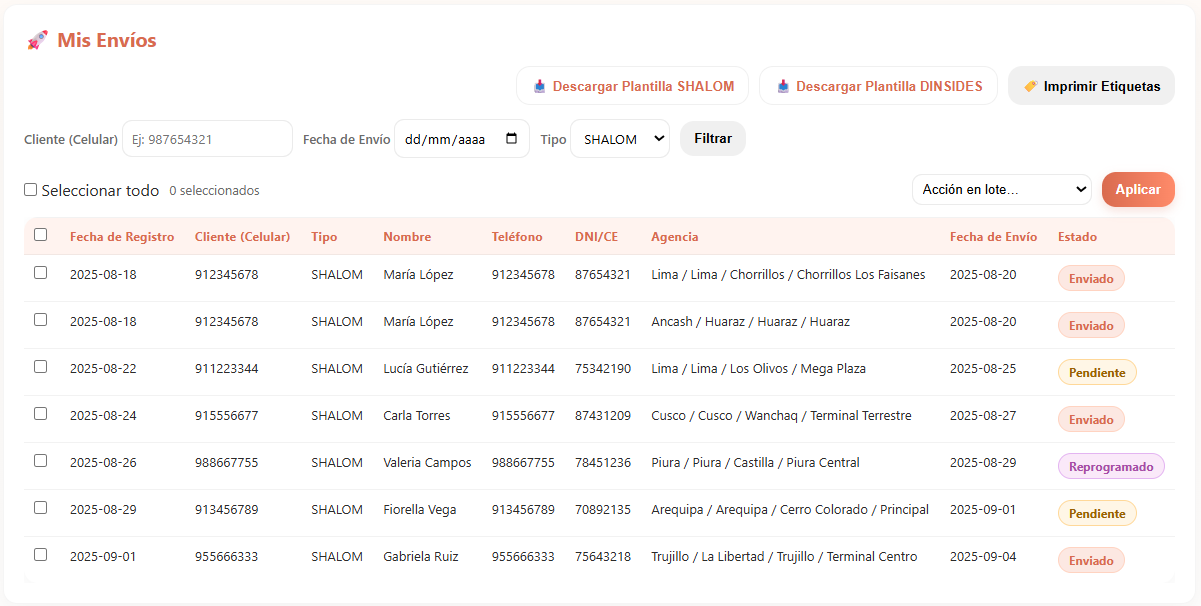 🚀 Mis Envíos
📥 Descargar Plantilla SHALOM 📥 Descargar Plantilla DINSIDES 🏷️ Imprimir Etiquetas
Cliente (Celular) Ej: 987654321 Fecha de Envío dd/mm/aaaa Tipo SHALOM Filtrar
Seleccionar todo 0 seleccionados Acción en lote... Aplicar
Fecha de Registro Cliente (Celular) Tipo Nombre Teléfono DNI/CE Agencia Fecha de Envío Estado
2025-08-18 912345678 SHALOM María López 912345678 87654321 Lima / Lima / Chorrillos / Chorrillos Los Faisanes 2025-08-20 Enviado
2025-08-18 912345678 SHALOM María López 912345678 87654321 Ancash / Huaraz / Huaraz / Huaraz 2025-08-20 Enviado
2025-08-22 911223344 SHALOM Lucía Gutiérrez 911223344 75342190 Lima / Lima / Los Olivos / Mega Plaza 2025-08-25 Pendiente
2025-08-24 915556677 SHALOM Carla Torres 915556677 87431209 Cusco / Cusco / Wanchaq / Terminal Terrestre 2025-08-27 Enviado
2025-08-26 988667755 SHALOM Valeria Campos 988667755 78451236 Piura / Piura / Castilla / Piura Central 2025-08-29 Reprogramado
2025-08-29 913456789 SHALOM Fiorella Vega 913456789 70892135 Arequipa / Arequipa / Cerro Colorado / Principal 2025-09-01 Pendiente
2025-09-01 955666333 SHALOM Gabriela Ruiz 955666333 75643218 Trujillo / La Libertad / Trujillo / Terminal Centro 2025-09-04 Enviado